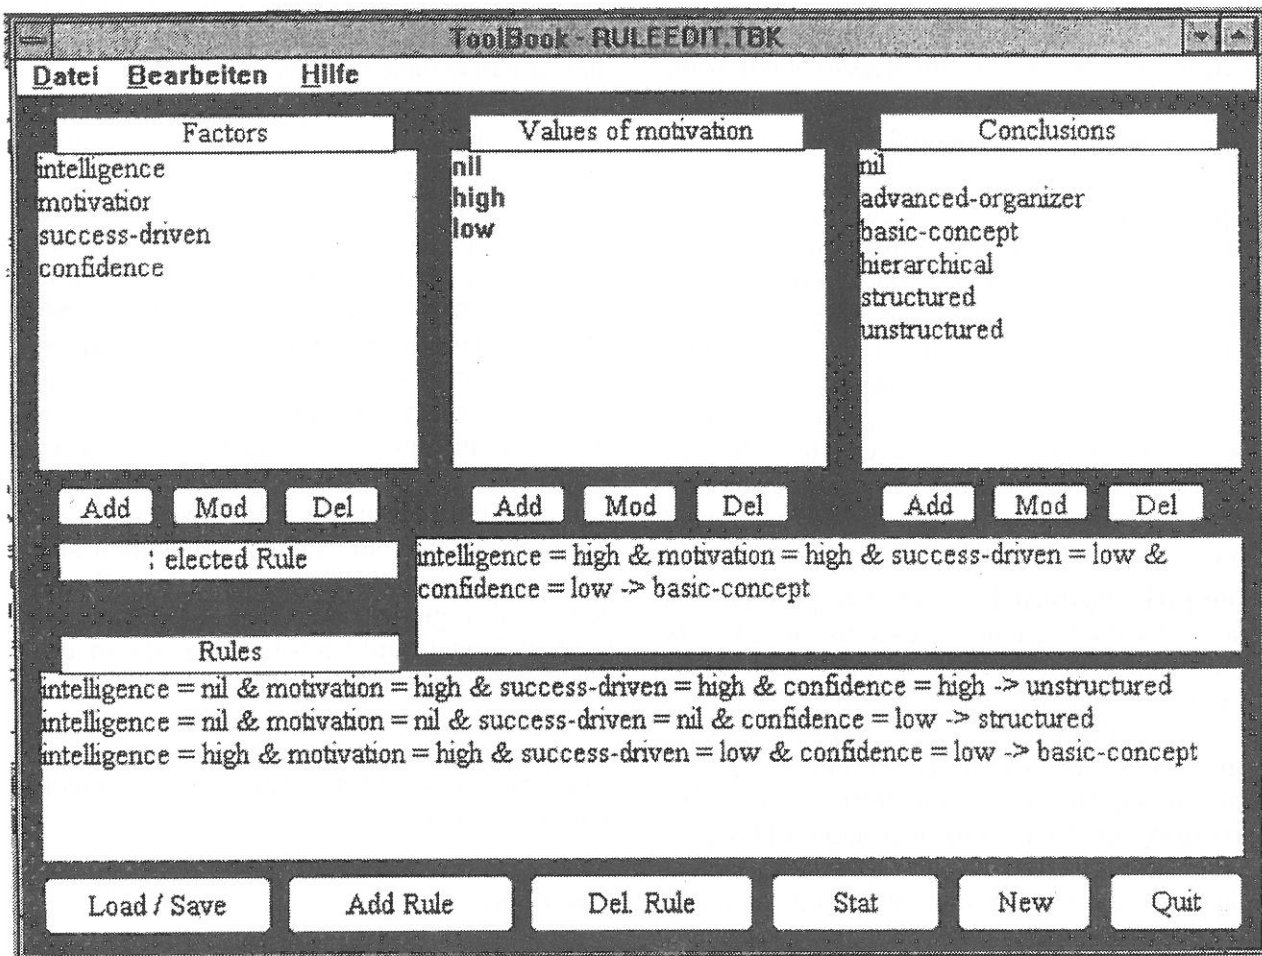 ToolBook - RULEEDIT.TBK
Datei Bearbeiten Hilfe
Factors
intelligence
motivatior
success-driven
confidence
Add Mod Del
Values of motivation
nil
high
low
Add Mod Del
Conclusions
nil
advanced-organizer
basic-concept
hierarchical
structured
unstructured
Add Mod Del
: elected Rule
intelligence = high & motivation = high & success-driven = low &
confidence = low -> basic-concept
Rules
intelligence = nil & motivation = high & success-driven = high & confidence = high -> unstructured
intelligence = nil & motivation = nil & success-driven = nil & confidence = low -> structured
intelligence = high & motivation = high & success-driven = low & confidence = low -> basic-concept
Load / Save Add Rule Del. Rule Stat New Quit